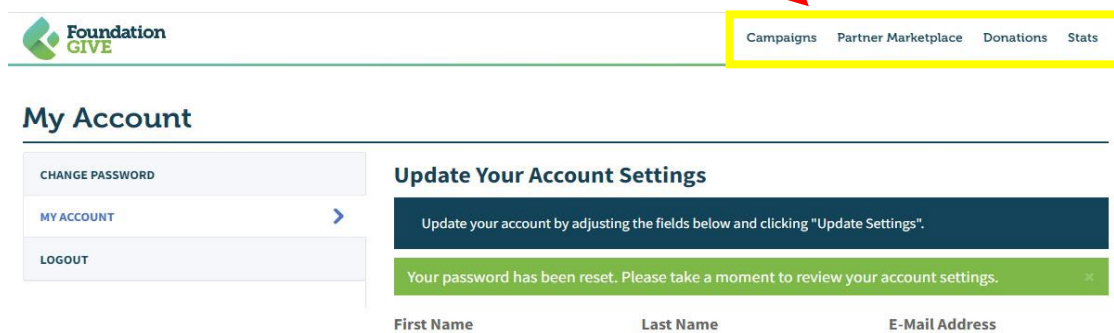 Foundation
GIVE
Campaigns Partner Marketplace Donations Stats
My Account
CHANGE PASSWORD
MY ACCOUNT
LOGOUT
Update Your Account Settings
Update your account by adjusting the fields below and clicking "Update Settings".
Your password has been reset. Please take a moment to review your account settings. ×
First Name Last Name E-Mail Address